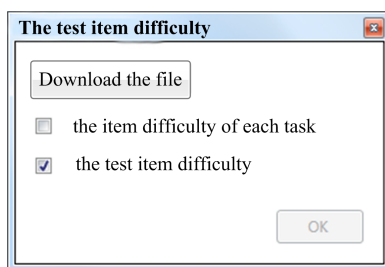 The test item difficulty
Download the file
the item difficulty of each task
the test item difficulty
OK